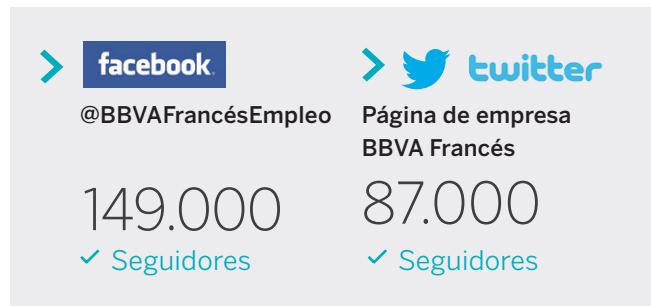 facebook.
@BBVAFrancésEmpleo
149.000
Seguidores
twitter
Página de empresa
BBVA Francés
87.000
Seguidores